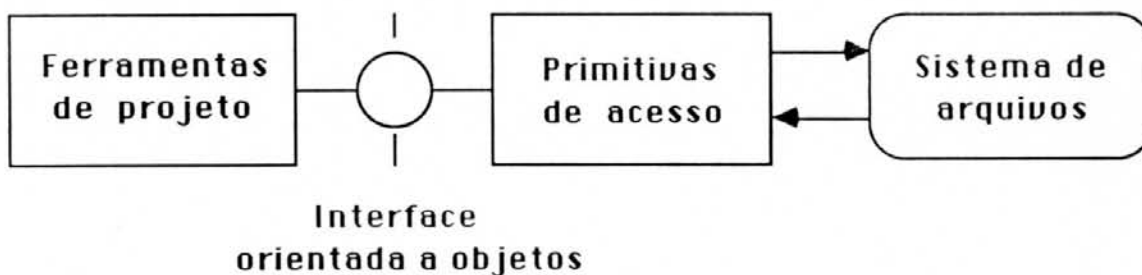 Ferramentas
de projeto
Primitivas
de acesso
Sistema de
arquivos
Interface
orientada a objetos